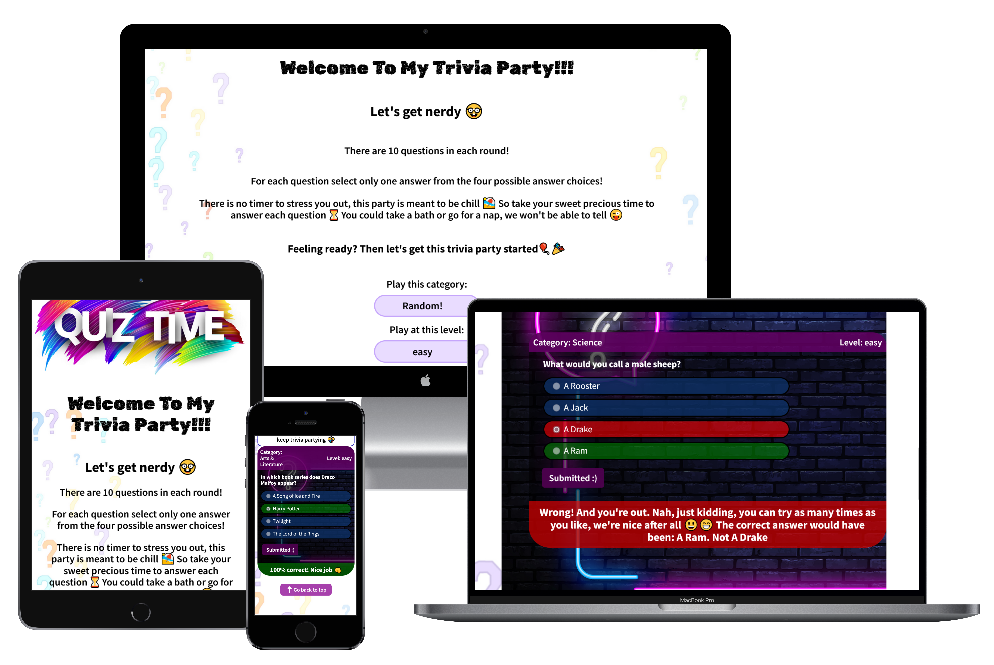 Welcome To My Trivia Party!!!
Let's get nerdy 🤓
There are 10 questions in each round!
For each question select only one answer from the four possible answer choices!
There is no timer to stress you out, this party is meant to be chill 🏖️ So take your sweet precious time to
answer each question ⏳ You could take a bath or go for a nap, we won't be able to tell 😜
Feeling ready? Then let's get this trivia party started🎈 🎉
Play this category:
Random!
Play at this level:
easy
QUIZ TIME
Welcome To My
Trivia Party!!!
Let's get nerdy 🤓
There are 10 questions in each round!
For each question select only one answer
from the four possible answer choices!
There is no timer to stress you out, this
party is meant to be chill 🏖️ So take your
sweet precious time to answer each
question ⏳ You could take a bath or go for
keep trivia partying
Category:
Arts &
Literature
Level: easy
In which book series does Draco
Malfoy appear?
A Song of Ice and Fire
Harry Potter
Twilight
The Lord of the Rings
Submitted :)
100% correct! Nice job
Go back to top
Category: Science
Level: easy
What would you call a male sheep?
A Rooster
A Jack
A Drake
A Ram
Submitted :)
Wrong! And you're out. Nah, just kidding, you can try as many times as
you like, we're nice after all 😃 😁 The correct answer would have
been: A Ram. Not A Drake
MacBook Pro